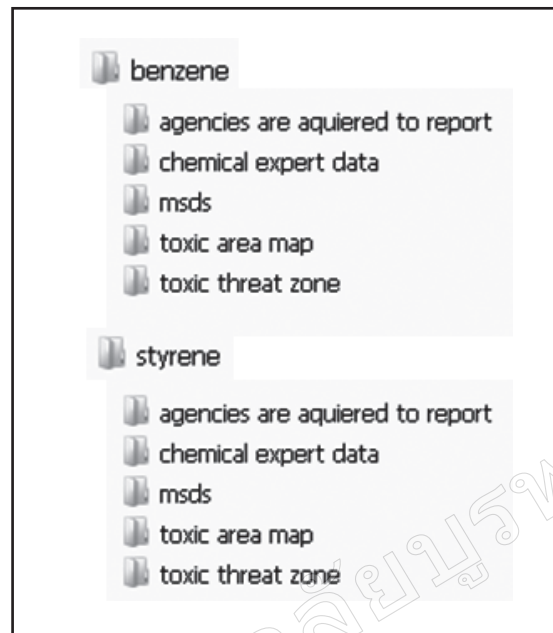 benzene
agencies are aquiered to report
chemical expert data
msds
toxic area map
toxic threat zone
styrene
agencies are aquiered to report
chemical expert data
msds
toxic area map
toxic threat zone